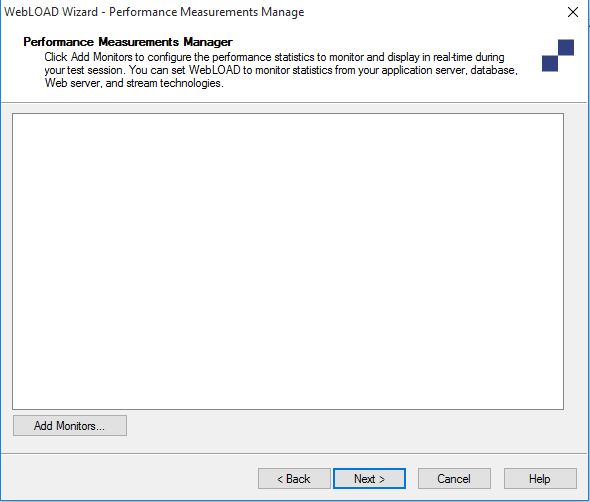 WebLOAD Wizard - Performance Measurements Manage
Performance Measurements Manager
Click Add Monitors to configure the performance statistics to monitor and display in real-time during
your test session. You can set WebLOAD to monitor statistics from your application server, database,
Web server, and stream technologies.
Add Monitors...
< Back
Next >
Cancel
Help